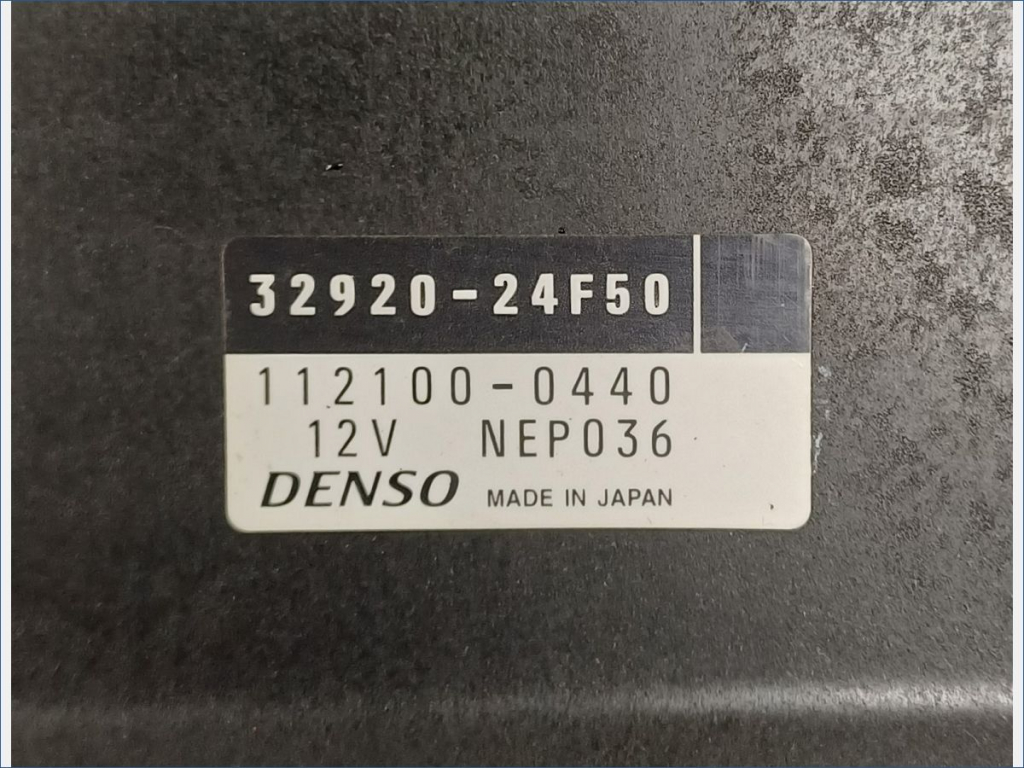 32920-24F50
112100-0440
12V NEP036
DENSO MADE IN JAPAN